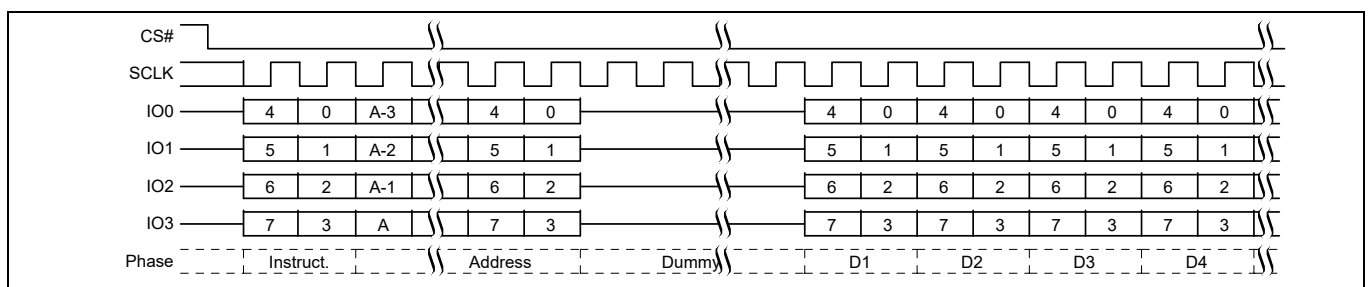 CS#
SCLK
IO0 4 0 A-3 4 0 4 0 4 0 4 0 4 0
IO1 5 1 A-2 5 1 5 1 5 1 5 1 5 1
IO2 6 2 A-1 6 2 6 2 6 2 6 2 6 2
IO3 7 3 A 7 3 7 3 7 3 7 3 7 3
Phase Instruct. Address Dummy D1 D2 D3 D4